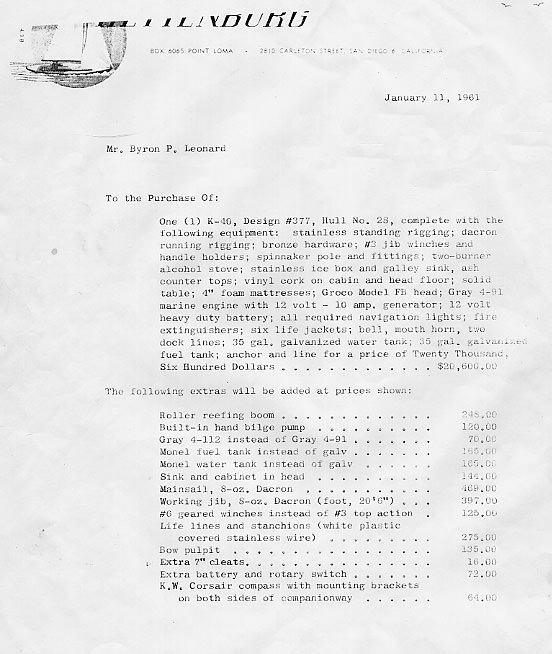 BOX 6065 POINT LOMA - 2810 CARLETON STREET, SAN DIEGO 6, CALIFORNIA
January 11, 1961
Mr. Byron P. Leonard
To the Purchase Of:
One (1) K-40, Design #377, Hull No. 28, complete with the
following equipment: stainless standing rigging; dacron
running rigging; bronze hardware; #3 jib winches and
handle holders; spinnaker pole and fittings; two-burner
alcohol stove; stainless ice box and galley sink, ash
counter tops; vinyl cork on cabin and head floor; solid
table; 4" foam mattresses; Groco Model FB head; Gray 4-91
marine engine with 12 volt - 10 amp. generator; 12 volt
heavy duty battery; all required navigation lights; fire
extinguishers; six life jackets; bell, mouth horn, two
dock lines; 35 gal. galvanized water tank; 35 gal. galvanized
fuel tank; anchor and line for a price of Twenty Thousand,
Six Hundred Dollars . . . . . . . . . . . . . $20,600.00
The following extras will be added at prices shown:
Roller reefing boom . . . . . . . . . . . . . 248.00
Built-in hand bilge pump . . . . . . . . . . . 120.00
Gray 4-112 instead of Gray 4-91 . . . . . . . 70.00
Monel fuel tank instead of galv . . . . . . . 165.00
Monel water tank instead of galv . . . . . . . 165.00
Sink and cabinet in head . . . . . . . . . . 144.00
Mainsail, 8-oz. Dacron . . . . . . . . . . . 469.00
Working jib, 8-oz. Dacron (foot, 20'6") . . . 397.00
#6 geared winches instead of #3 top action . 125.00
Life lines and stanchions (white plastic
covered stainless wire) . . . . . . . . . 275.00
Bow pulpit . . . . . . . . . . . . . . . . . 135.00
Extra 7" cleats. . . . . . . . . . . . . . . . 16.00
Extra battery and rotary switch . . . . . . . 72.00
K.W. Corsair compass with mounting brackets
on both sides of companionway . . . . . . 64.00